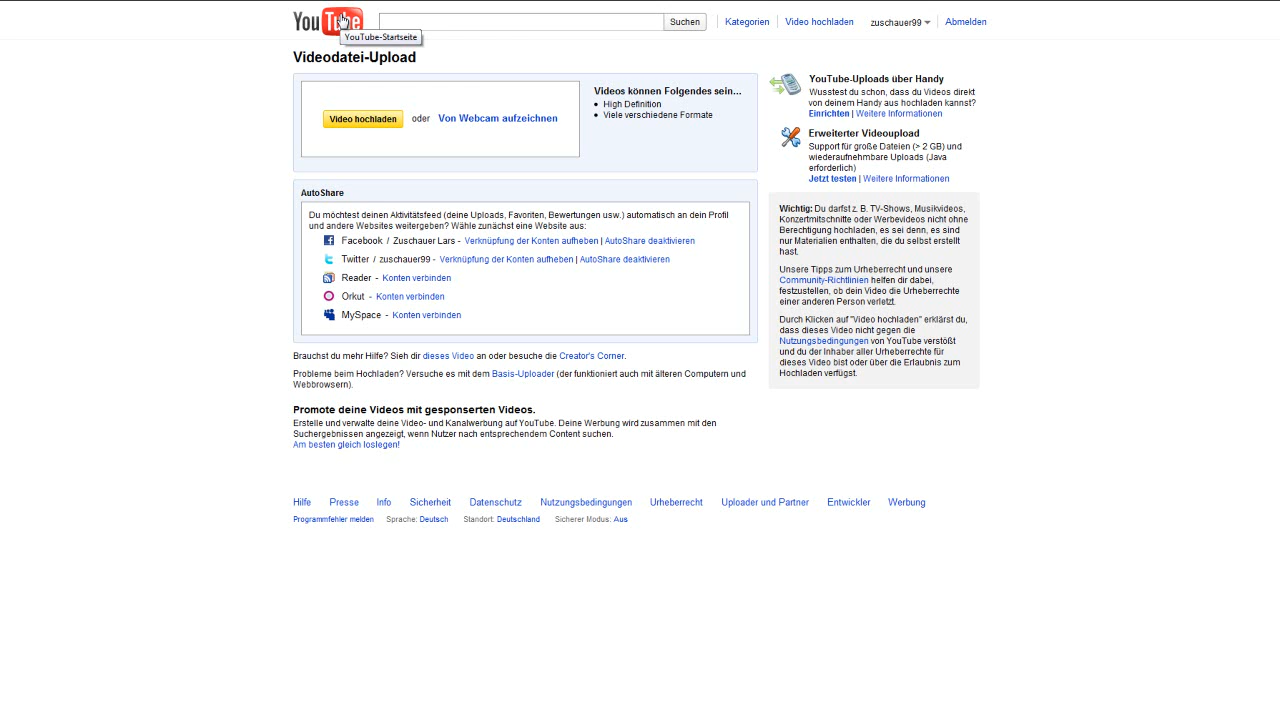 YouTube
Suchen
Kategorien
Video hochladen
zuschauer99
Abmelden
YouTube-Startseite
Videodatei-Upload
Video hochladen oder Von Webcam aufzeichnen
Videos können Folgendes sein...
High Definition
Viele verschiedene Formate
AutoShare
Du möchtest deinen Aktivitätsfeed (deine Uploads, Favoriten, Bewertungen usw.) automatisch an dein Profil
und andere Websites weitergeben? Wähle zunächst eine Website aus:
Facebook / Zuschauer Lars - Verknüpfung der Konten aufheben | AutoShare deaktivieren
Twitter / zuschauer99 - Verknüpfung der Konten aufheben | AutoShare deaktivieren
Reader - Konten verbinden
Orkut - Konten verbinden
MySpace - Konten verbinden
Brauchst du mehr Hilfe? Sieh dir dieses Video an oder besuche die Creator's Corner.
Probleme beim Hochladen? Versuche es mit dem Basis-Uploader (der funktioniert auch mit älteren Computern und
Webbrowsern).
Promote deine Videos mit gesponserten Videos.
Erstelle und verwalte deine Video- und Kanalwerbung auf YouTube. Deine Werbung wird zusammen mit den
Suchergebnissen angezeigt, wenn Nutzer nach entsprechendem Content suchen.
Am besten gleich loslegen!
YouTube-Uploads über Handy
Wusstest du schon, dass du Videos direkt
von deinem Handy aus hochladen kannst?
Einrichten | Weitere Informationen
Erweiterter Videoupload
Support für große Dateien (> 2 GB) und
wiederaufnehmbare Uploads (Java
erforderlich)
Jetzt testen | Weitere Informationen
Wichtig: Du darfst z. B. TV-Shows, Musikvideos,
Konzertmitschnitte oder Werbevideos nicht ohne
Berechtigung hochladen, es sei denn, es sind
nur Materialien enthalten, die du selbst erstellt
hast.
Unsere Tipps zum Urheberrecht und unsere
Community-Richtlinien helfen dir dabei,
festzustellen, ob dein Video die Urheberrechte
einer anderen Person verletzt.
Durch Klicken auf "Video hochladen" erklärst du,
dass dieses Video nicht gegen die
Nutzungsbedingungen von YouTube verstößt
und du der Inhaber aller Urheberrechte für
dieses Video bist oder über die Erlaubnis zum
Hochladen verfügst.
Hilfe Presse Info Sicherheit Datenschutz Nutzungsbedingungen Urheberrecht Uploader und Partner Entwickler Werbung
Programmfehler melden Sprache: Deutsch Standort: Deutschland Sicherer Modus: Aus